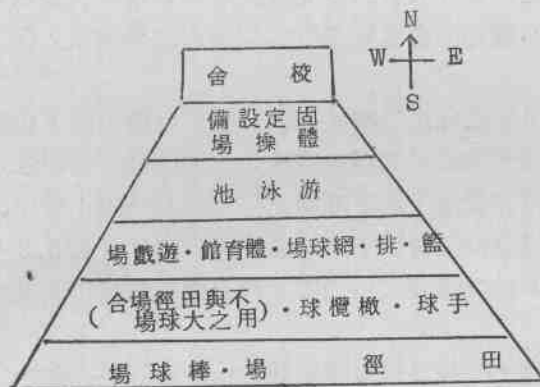 N
W E
S
校舍
固定設備
體操場
游泳池
籃・排・網球場・體育館・遊戲場
手球・橄欖球・(不與田徑場合
用之大球場)
田徑場・棒球場